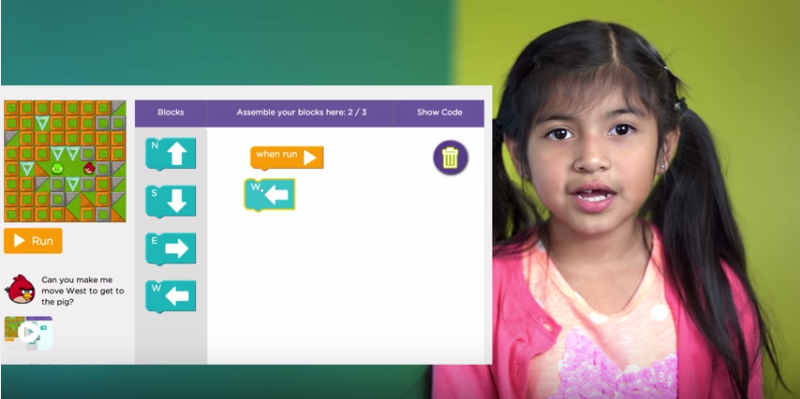 Blocks
Assemble your blocks here: 2 / 3
Show Code
N
S
E
W
when run
W
Run
Can you make me
move West to get to
the pig?